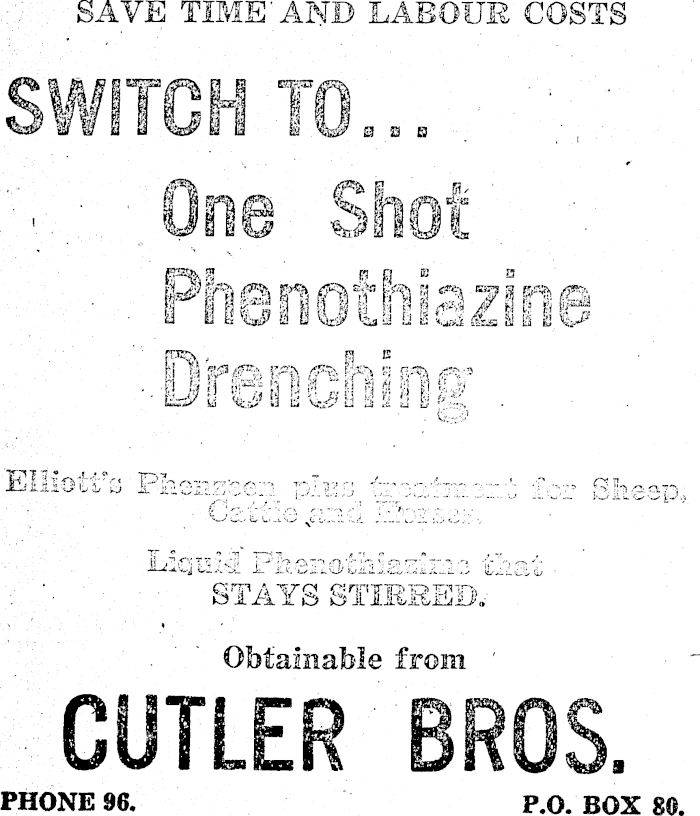 SAVE TIME AND LABOUR COSTS
SWITCH TO...
One Shot
Phenothiazine
Drenching
Elliott's Phenzeen plus treatment for Sheep,
Cattle and Horses.
Liquid Phenothiazine that
STAYS STIRRED.
Obtainable from
CUTLER BROS.
PHONE 96.
P.O. BOX 80.